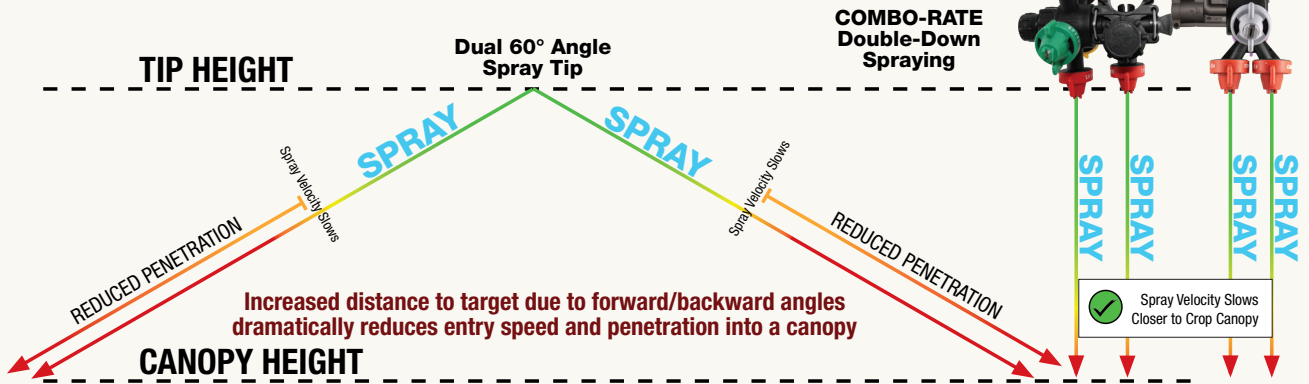 COMBO-RATE
Double-Down
Spraying
Dual 60° Angle
Spray Tip
TIP HEIGHT
SPRAY
SPRAY
Spray Velocity Slows
Spray Velocity Slows
REDUCED PENETRATION
REDUCED PENETRATION
SPRAY
SPRAY
SPRAY
SPRAY
Increased distance to target due to forward/backward angles
dramatically reduces entry speed and penetration into a canopy
Spray Velocity Slows
Closer to Crop Canopy
CANOPY HEIGHT